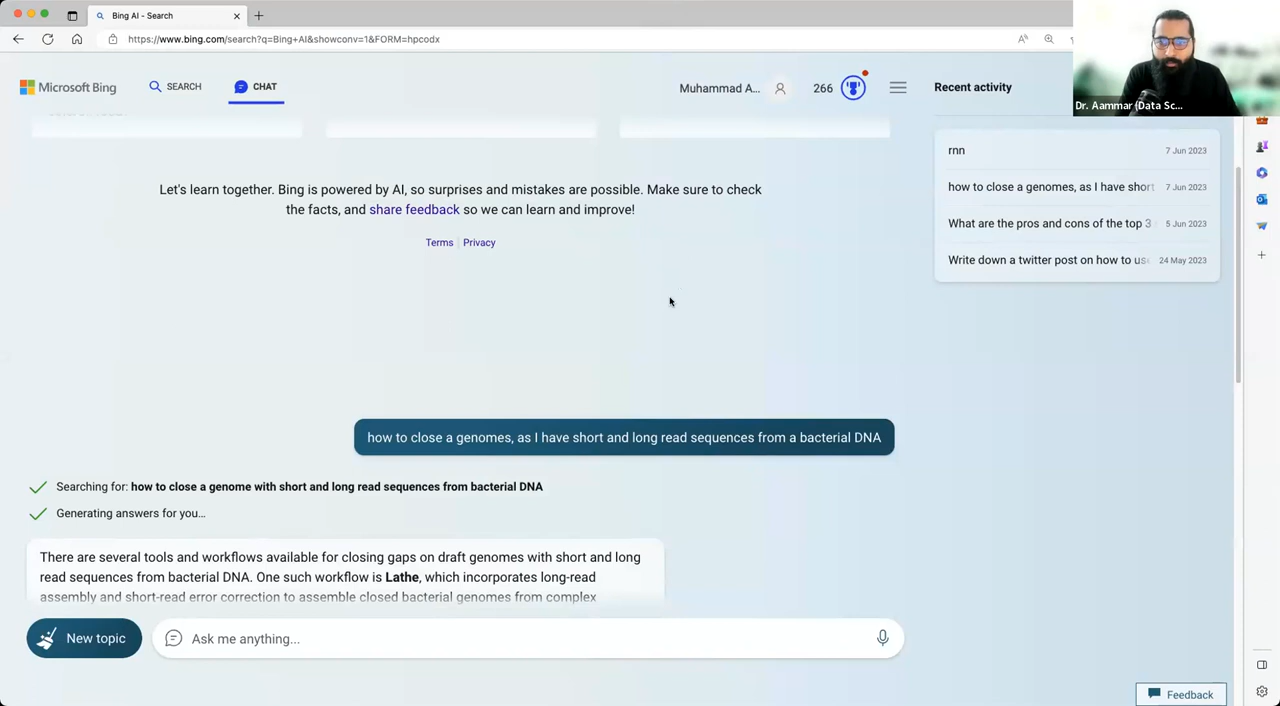 Bing AI - Search
https://www.bing.com/search?q=Bing+AI&showconv=1&FORM=hpcodx
Microsoft Bing
SEARCH
CHAT
Muhammad A...
266
Recent activity
Dr. Aammar (Data Sc...
rnn
7 Jun 2023
how to close a genomes, as I have short
7 Jun 2023
What are the pros and cons of the top 3
5 Jun 2023
Write down a twitter post on how to use
24 May 2023
Let's learn together. Bing is powered by AI, so surprises and mistakes are possible. Make sure to check
the facts, and share feedback so we can learn and improve!
Terms | Privacy
how to close a genomes, as I have short and long read sequences from a bacterial DNA
Searching for: how to close a genome with short and long read sequences from bacterial DNA
Generating answers for you...
There are several tools and workflows available for closing gaps on draft genomes with short and long
read sequences from bacterial DNA. One such workflow is Lathe, which incorporates long-read
assembly and short-read error correction to assemble closed bacterial genomes from complex
New topic
Ask me anything...
Feedback